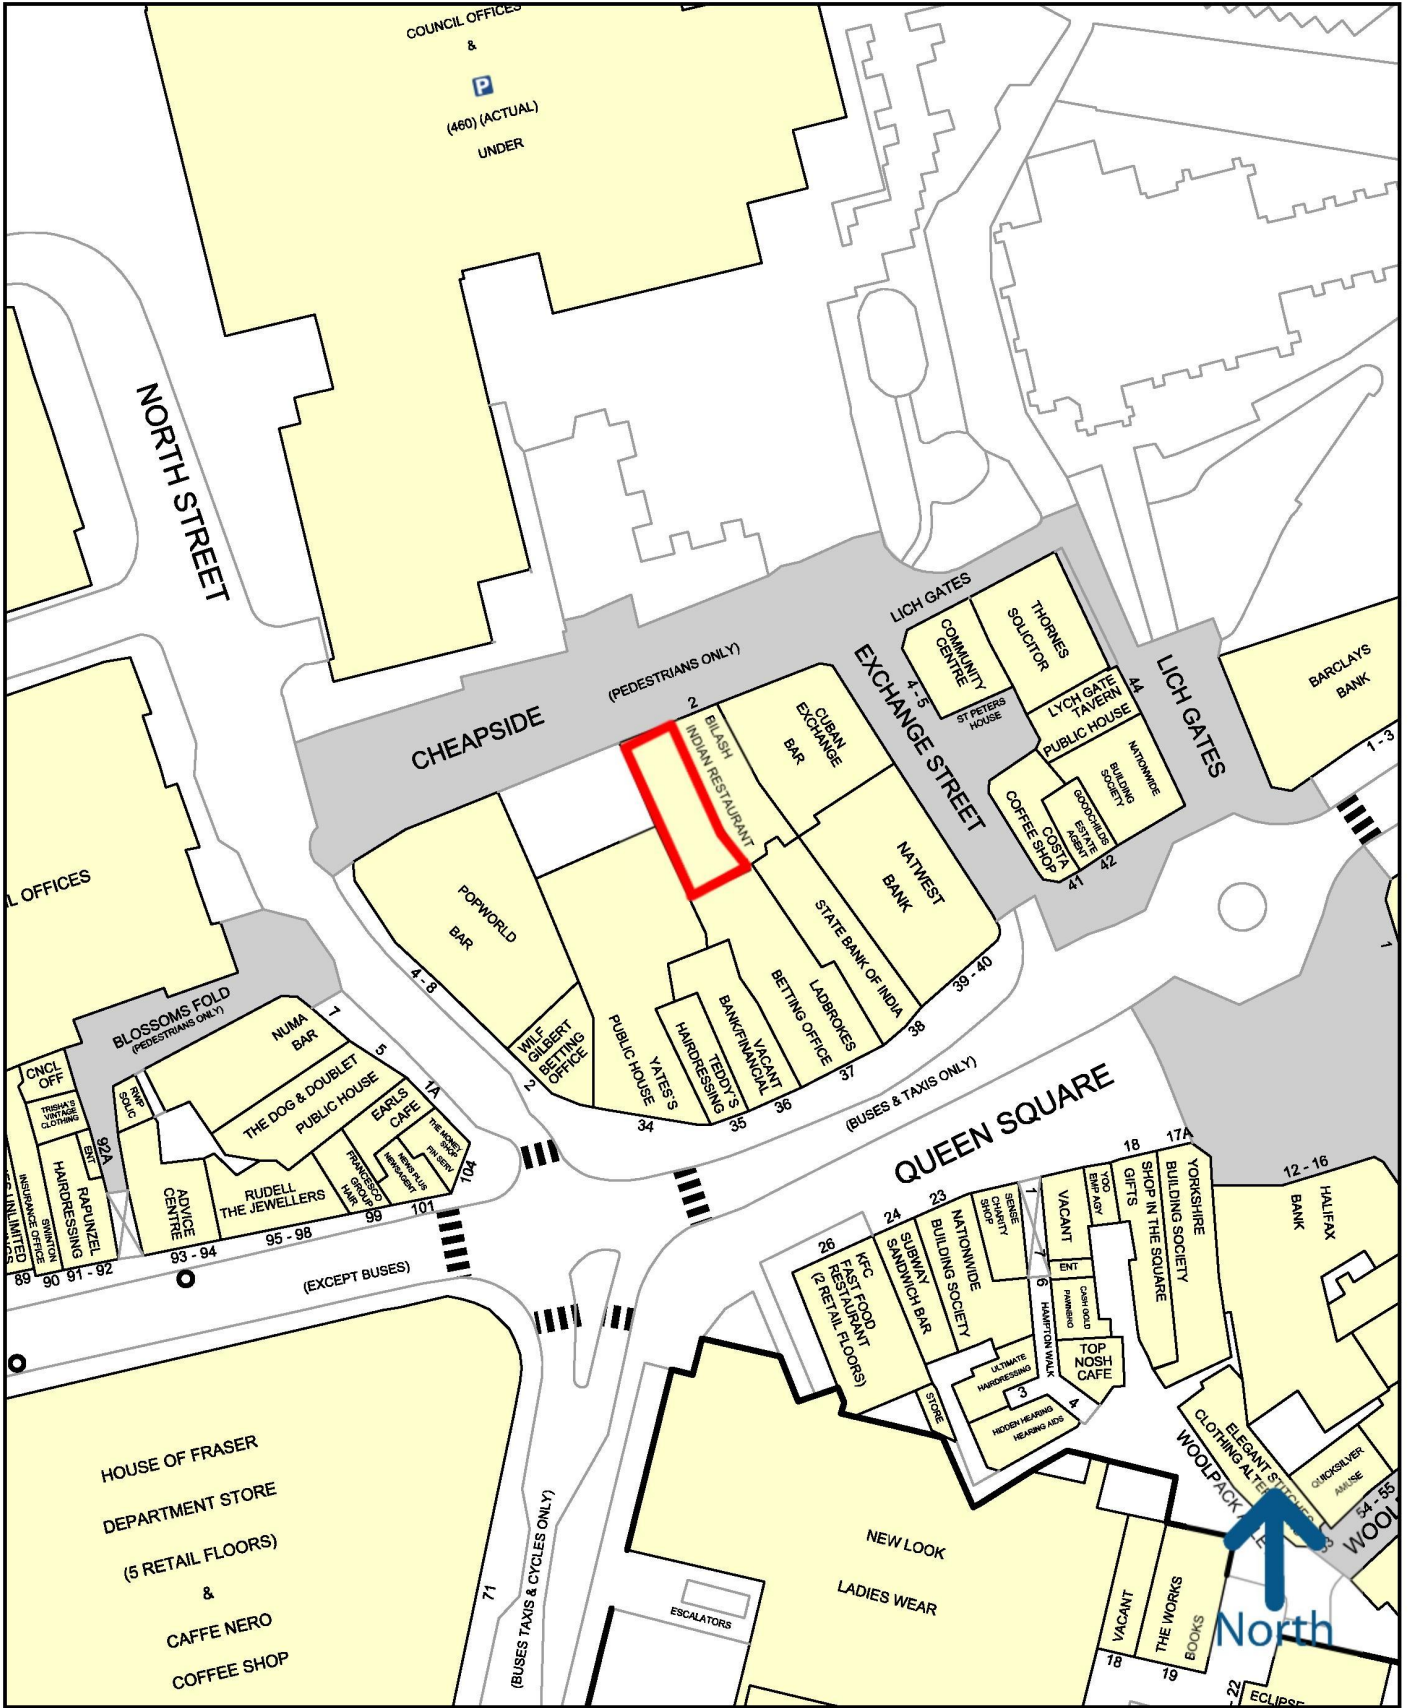 COUNCIL OFFICES
&
P
(460) (ACTUAL)
UNDER
NORTH STREET
CHEAPSIDE
(PEDESTRIANS ONLY)
2
BILASH
INDIAN RESTAURANT
CUBAN
EXCHANGE
BAR
EXCHANGE STREET
LICH GATES
COMMUNITY
CENTRE
4 - 5
THORNES
SOLICITOR
ST PETERS
HOUSE
LYCH GATE
TAVERN
PUBLIC HOUSE
44
LICH GATES
NATIONWIDE
BUILDING
SOCIETY
GOODCHILDS
ESTATE
AGENT
42
COSTA
COFFEE SHOP
41
BARCLAYS
BANK
1 - 3
1
NATWEST
BANK
39 - 40
STATE BANK OF INDIA
38
LADBROKES
BETTING OFFICE
37
VACANT
BANK/FINANCIAL
36
TEDDY'S
HAIRDRESSING
35
YATES'S
PUBLIC HOUSE
34
WILF
GILBERT
BETTING
OFFICE
2
POPWORLD
BAR
4 - 8
L OFFICES
BLOSSOMS FOLD
(PEDESTRIANS ONLY)
NUMA
BAR
7
THE DOG & DOUBLET
PUBLIC HOUSE
5
EARLS
CAFE
1A
THE MONEY
SHOP
FIN SERV
104
NEWS PLUS
NEWSAGENT
101
FRANCESCO
GROUP
HAIR
99
RUDELL
THE JEWELLERS
95 - 98
RWP
SOLIC
ADVICE
CENTRE
93 - 94
92A
CNCL
OFF
TRISHA'S
VINTAGE
CLOTHING
ENT
RAPUNZEL
HAIRDRESSING
91 - 92
SWINTON
INSURANCE OFFICE
90
UNLIMITED
89
(EXCEPT BUSES)
(BUSES & TAXIS ONLY)
QUEEN SQUARE
HOUSE OF FRASER
DEPARTMENT STORE
(5 RETAIL FLOORS)
&
CAFFE NERO
COFFEE SHOP
71
(BUSES TAXIS & CYCLES ONLY)
26
KFC
FAST FOOD
RESTAURANT
(2 RETAIL FLOORS)
24
SUBWAY
SANDWICH BAR
23
NATIONWIDE
BUILDING SOCIETY
SENSE
CHARITY
SHOP
1
7
6
HAMPTON WALK
VACANT
ENT
CASH GOLD
PAWNBRO
YOO
EMP AGY
TOP
NOSH
CAFE
4
ULTIMATE
HAIRDRESSING
3
HIDDEN HEARING
HEARING AIDS
STORE
18
GIFTS
SHOP IN THE SQUARE
17A
YORKSHIRE
BUILDING SOCIETY
12 - 16
HALIFAX
BANK
ELEGANT STITCHES
CLOTHING ALTE
WOOLPACK
QUICKSILVER
AMUSE
54 - 55
WOOL
NEW LOOK
LADIES WEAR
ESCALATORS
VACANT
18
THE WORKS
BOOKS
19
22
ECLIPSE
North